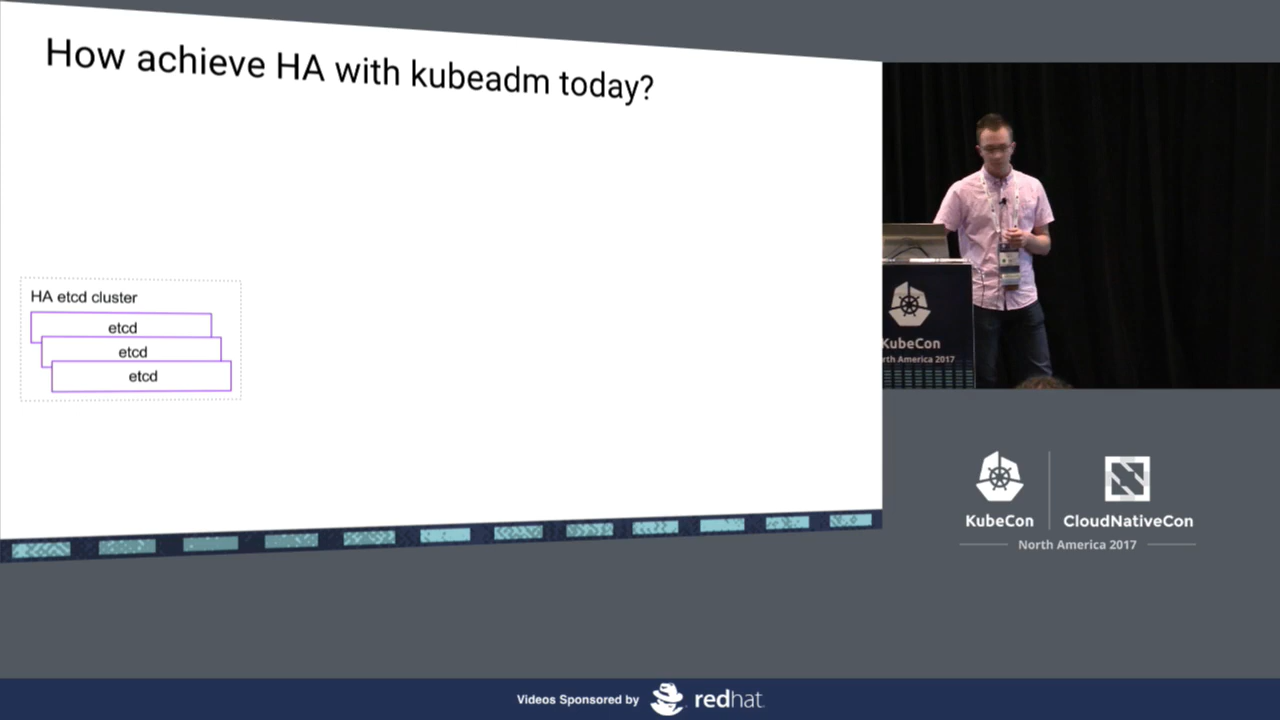 How achieve HA with kubeadm today?
HA etcd cluster
etcd
etcd
etcd
KubeCon
rth America 2017
KubeCon
CloudNativeCon
North America 2017
Videos Sponsored by
redhat